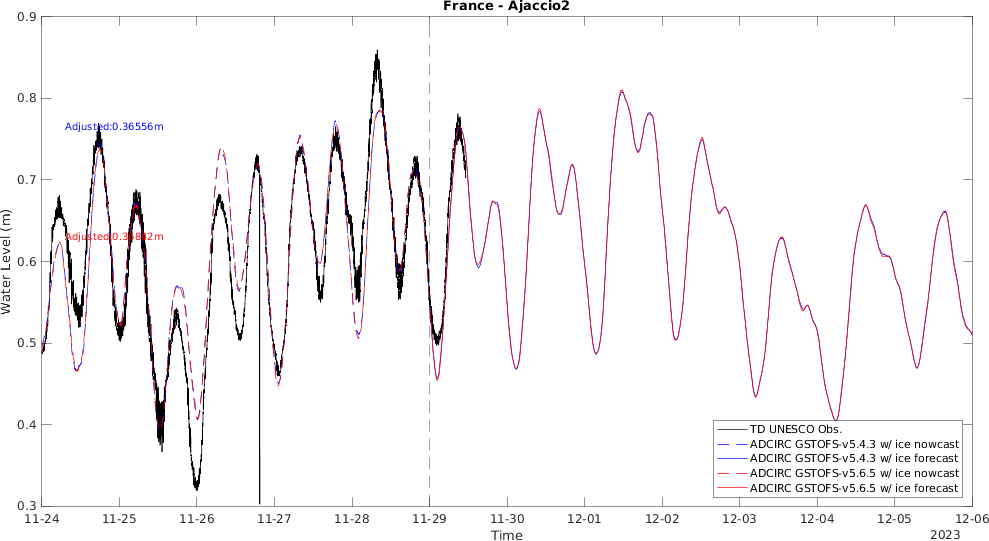 France - Ajaccio2
0.9
0.8
0.7
0.6
0.5
0.4
0.3
Water Level (m)
Adjusted:0.36556m
TD UNESCO Obs.
ADCIRC GSTOFS-v5.4.3 w/ ice nowcast
ADCIRC GSTOFS-v5.4.3 w/ ice forecast
ADCIRC GSTOFS-v5.6.5 w/ ice nowcast
ADCIRC GSTOFS-v5.6.5 w/ ice forecast
11-24 11-25 11-26 11-27 11-28 11-29 11-30 12-01 12-02 12-03 12-04 12-05 12-06
Time
2023